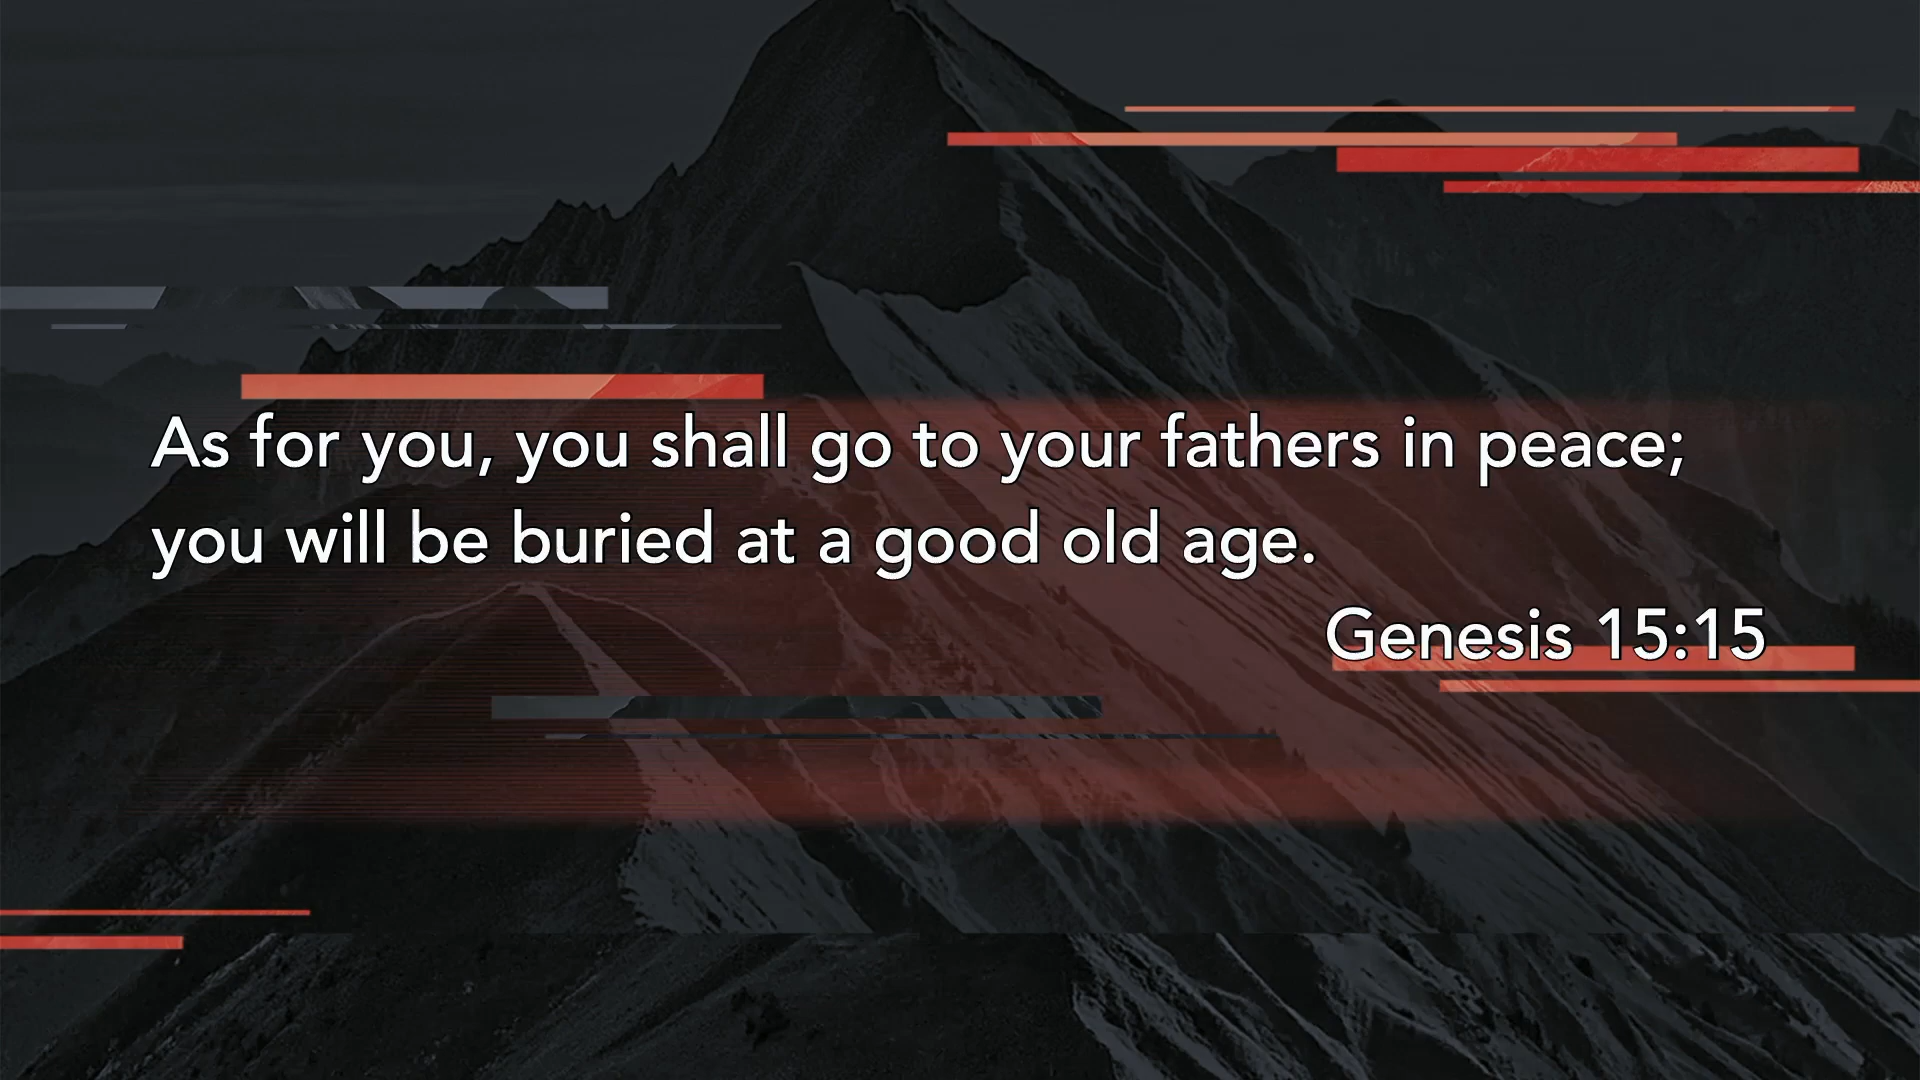 As for you, you shall go to your fathers in peace;
you will be buried at a good old age.
Genesis 15:15